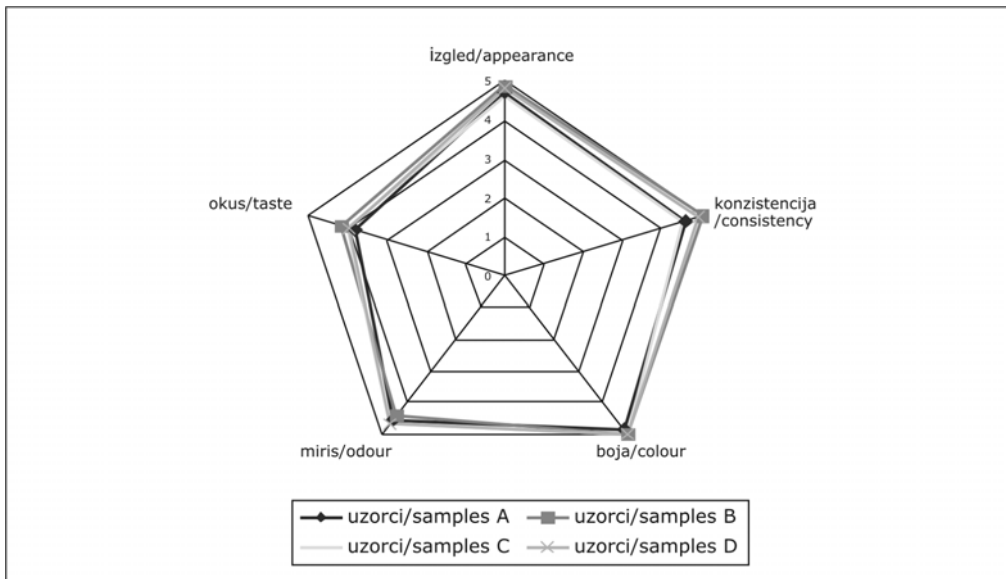 izgled/appearance
5
4
3
2
1
0
okus/taste
konzistencija
/consistency
miris/odour
boja/colour
uzorci/samples A
uzorci/samples B
uzorci/samples C
uzorci/samples D